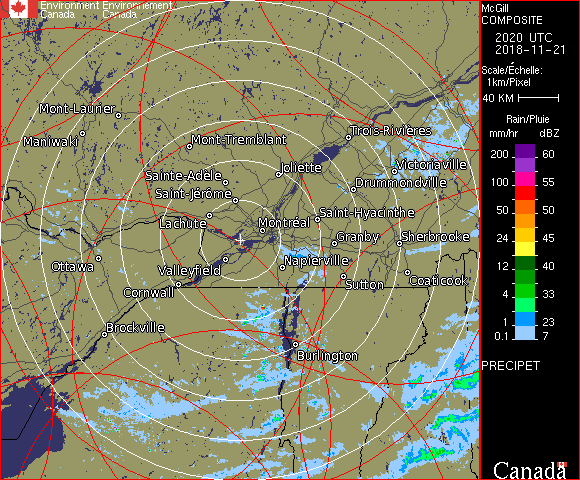 Environment Environnement
Canada Canada
McGill
COMPOSITE
2020 UTC
2018-11-21
Scale/Échelle:
1km/Pixel
40 KM
Rain/Pluie
mm/hr dBZ
200 60
100 55
50 50
24 45
12 40
4 33
1 23
0.1 7
PRECIPET
Canada
Mont-Laurier
Maniwaki
Mont-Tremblant
Trois-Rivières
Sainte-Adèle
Joliette
Victoriaville
Saint-Jérôme
Drummondville
Lachute
Montréal
Saint-Hyacinthe
Granby
Sherbrooke
Ottawa
Valleyfield
Napierville
Cornwall
Sutton
Coaticook
Brockville
Burlington